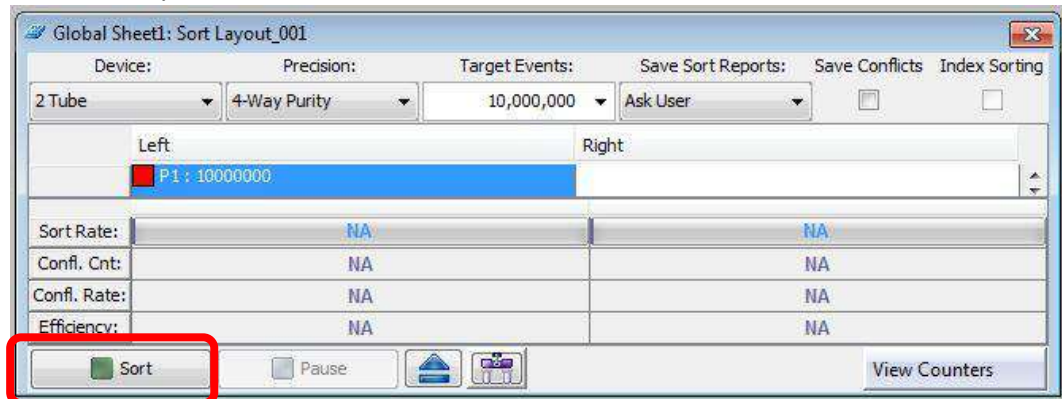 Global Sheet1: Sort Layout_001
Device: Precision: Target Events: Save Sort Reports: Save Conflicts Index Sorting
2 Tube 4-Way Purity 10,000,000 Ask User
Left Right
P1 : 10000000
Sort Rate: NA NA
Confl. Cnt: NA NA
Confl. Rate: NA NA
Efficiency: NA NA
Sort Pause View Counters